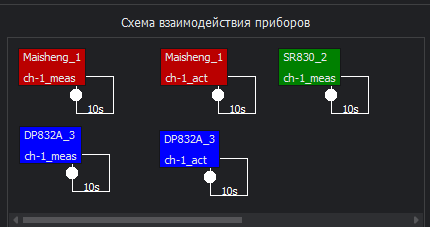 Схема взаимодействия приборов
Maisheng_1
ch-1_meas
10s
Maisheng_1
ch-1_act
10s
SR830_2
ch-1_meas
10s
DP832A_3
ch-1_meas
10s
DP832A_3
ch-1_act
10s